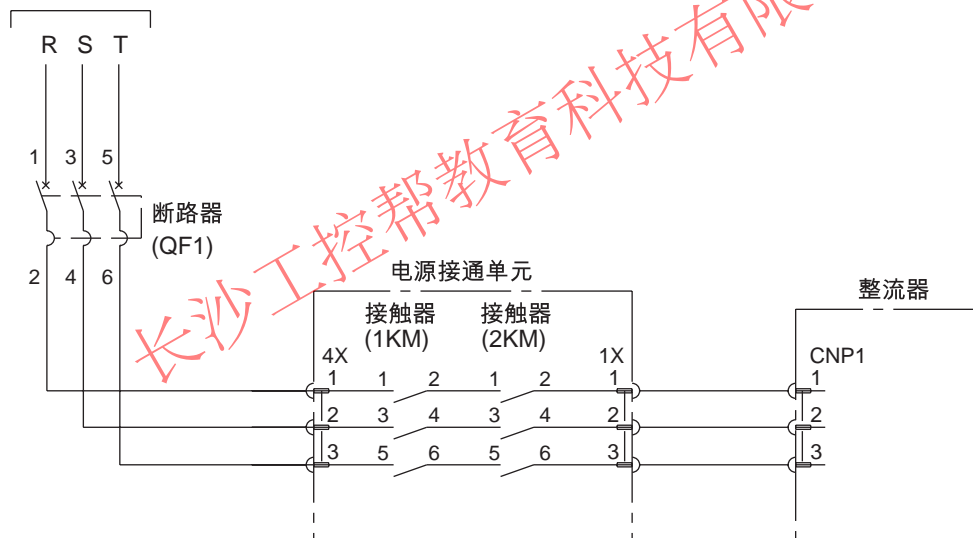 R S T
1 3 5
断路器
(QF1)
2 4 6
电源接通单元
整流器
接触器 接触器
(1KM) (2KM)
4X 1X CNP1
1 1 2 1 2 1 1
2 3 4 3 4 2 2
3 5 6 5 6 3 3
长沙工控帮教育科技有限